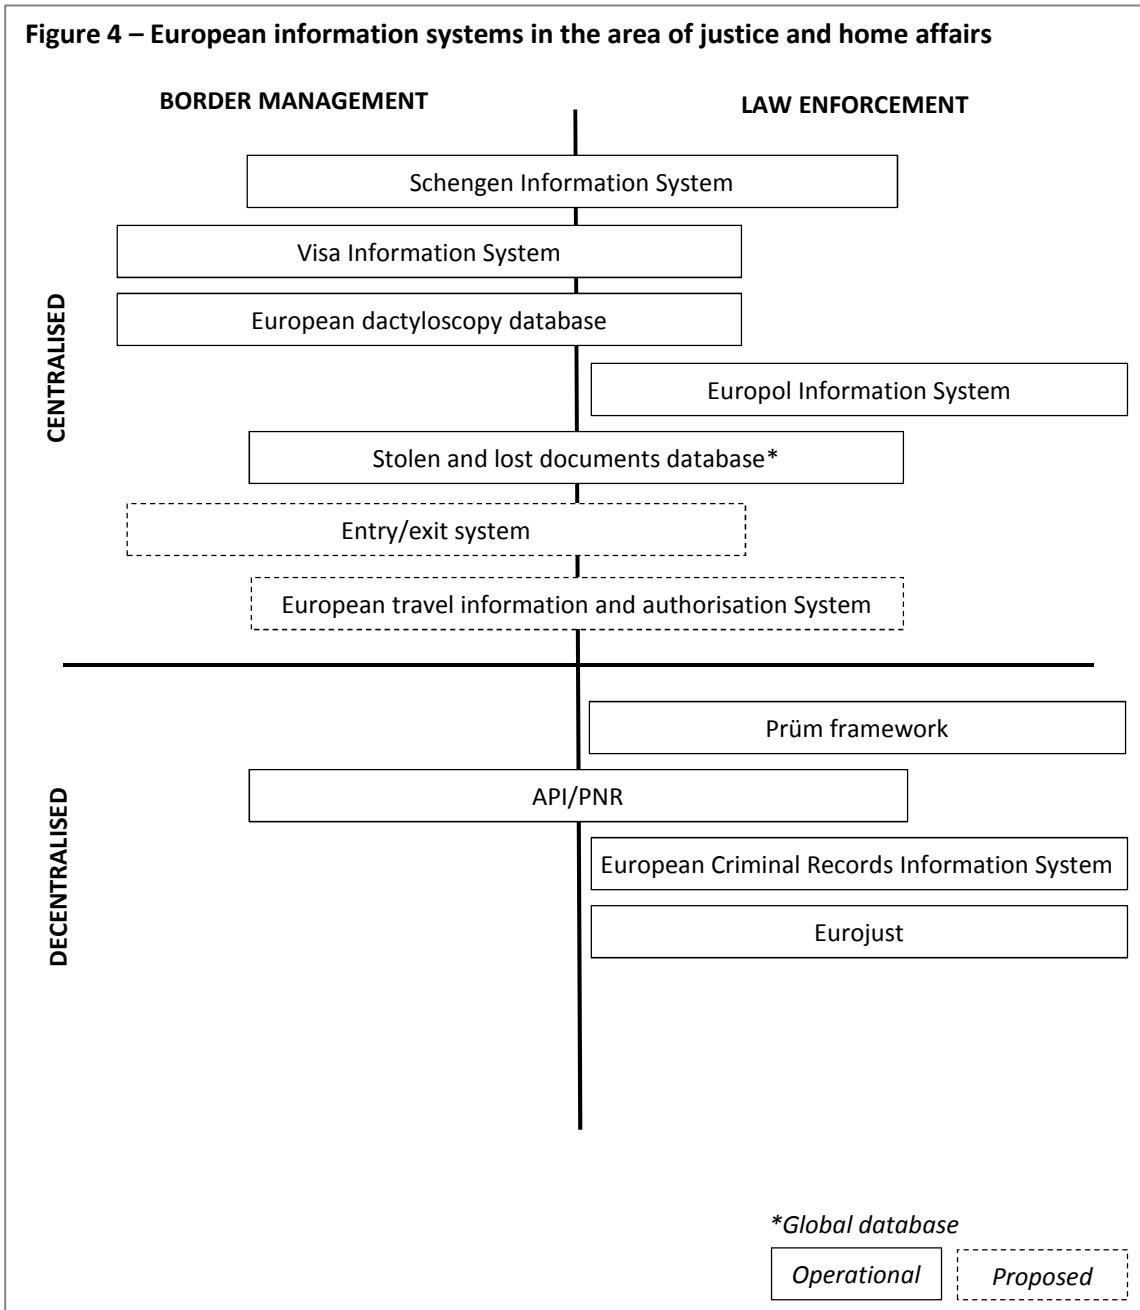 Figure 4 – European information systems in the area of justice and home affairs
BORDER MANAGEMENT
LAW ENFORCEMENT
CENTRALISED
Schengen Information System
Visa Information System
European dactyloscopy database
Europol Information System
Stolen and lost documents database*
Entry/exit system
European travel information and authorisation System
DECENTRALISED
Prüm framework
API/PNR
European Criminal Records Information System
Eurojust
*Global database
Operational
Proposed